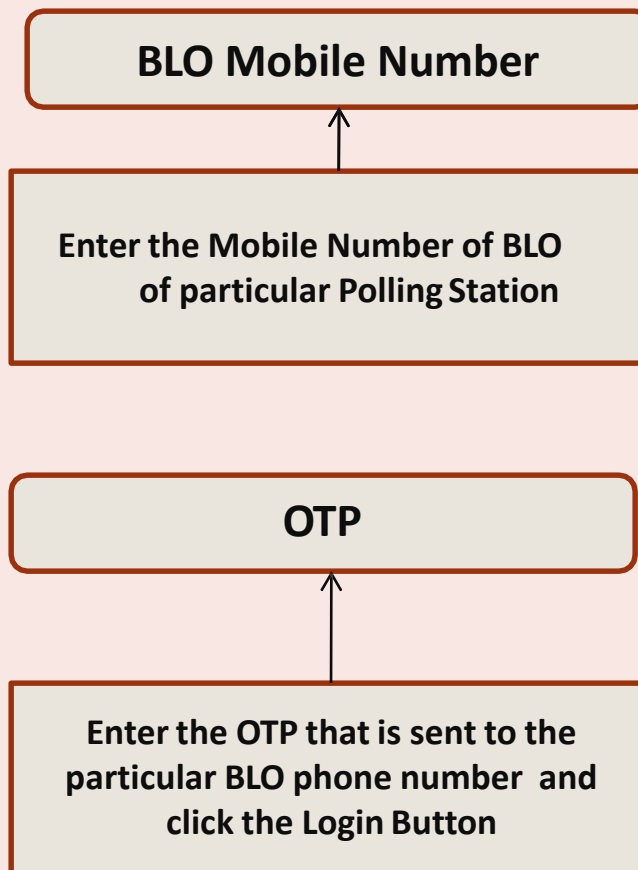 BLO Mobile Number
Enter the Mobile Number of BLO
of particular Polling Station
OTP
Enter the OTP that is sent to the
particular BLO phone number and
click the Login Button